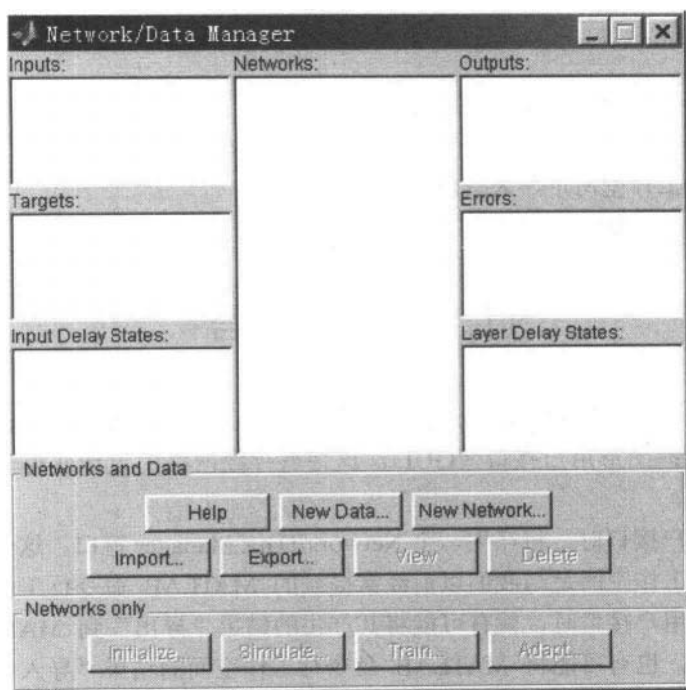 Network/Data Manager
Inputs:
Networks:
Outputs:
Targets:
Errors:
Input Delay States:
Layer Delay States:
Networks and Data
Help
New Data...
New Network...
Import...
Export...
View
Delete
Networks only
Initialize...
Simulate...
Train...
Adapt...